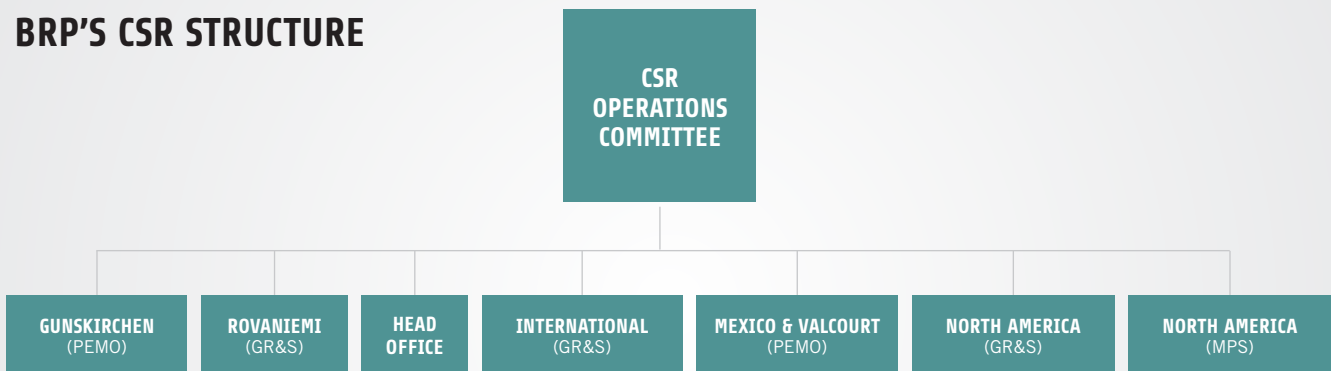 BRP'S CSR STRUCTURE
CSR
OPERATIONS
COMMITTEE
GUNSKIRCHEN
(PEMO)
ROVANIEMI
(GR&S)
HEAD
OFFICE
INTERNATIONAL
(GR&S)
MEXICO & VALCOURT
(PEMO)
NORTH AMERICA
(GR&S)
NORTH AMERICA
(MPS)